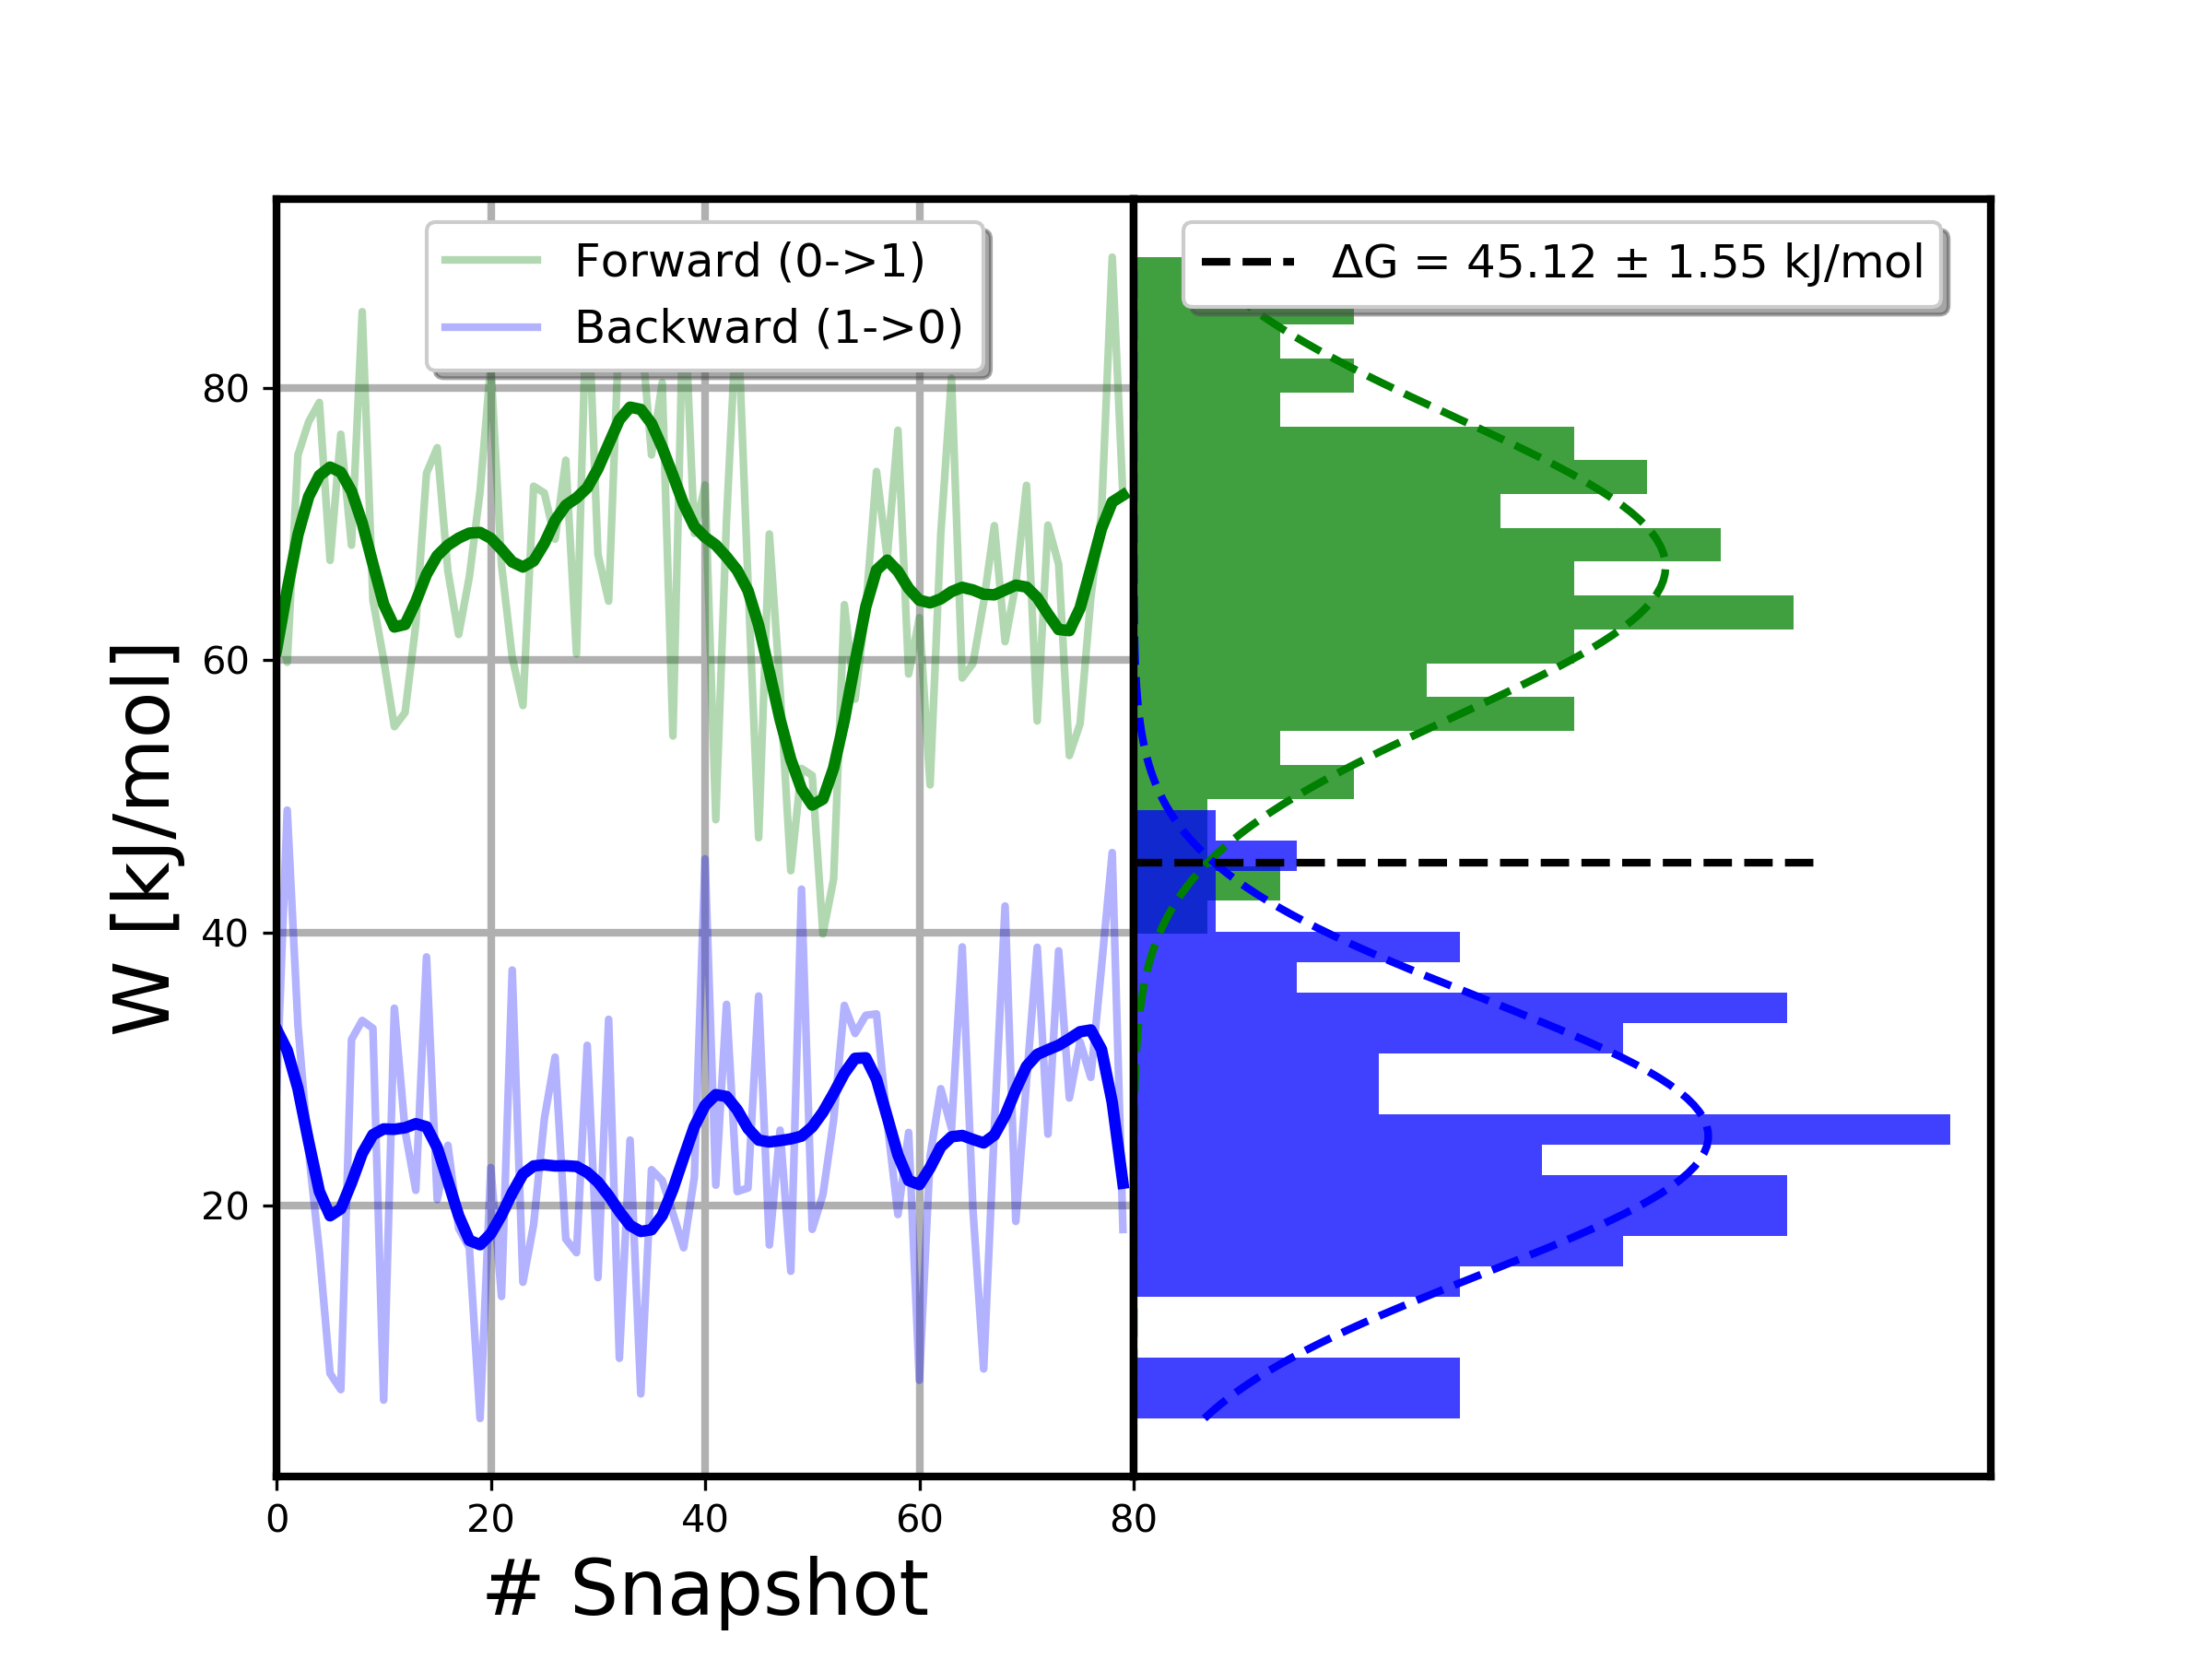 Forward (0->1)
Backward (1->0)
ΔG = 45.12 ± 1.55 kJ/mol
80
60
40
20
W [kJ/mol]
0 20 40 60 80
# Snapshot